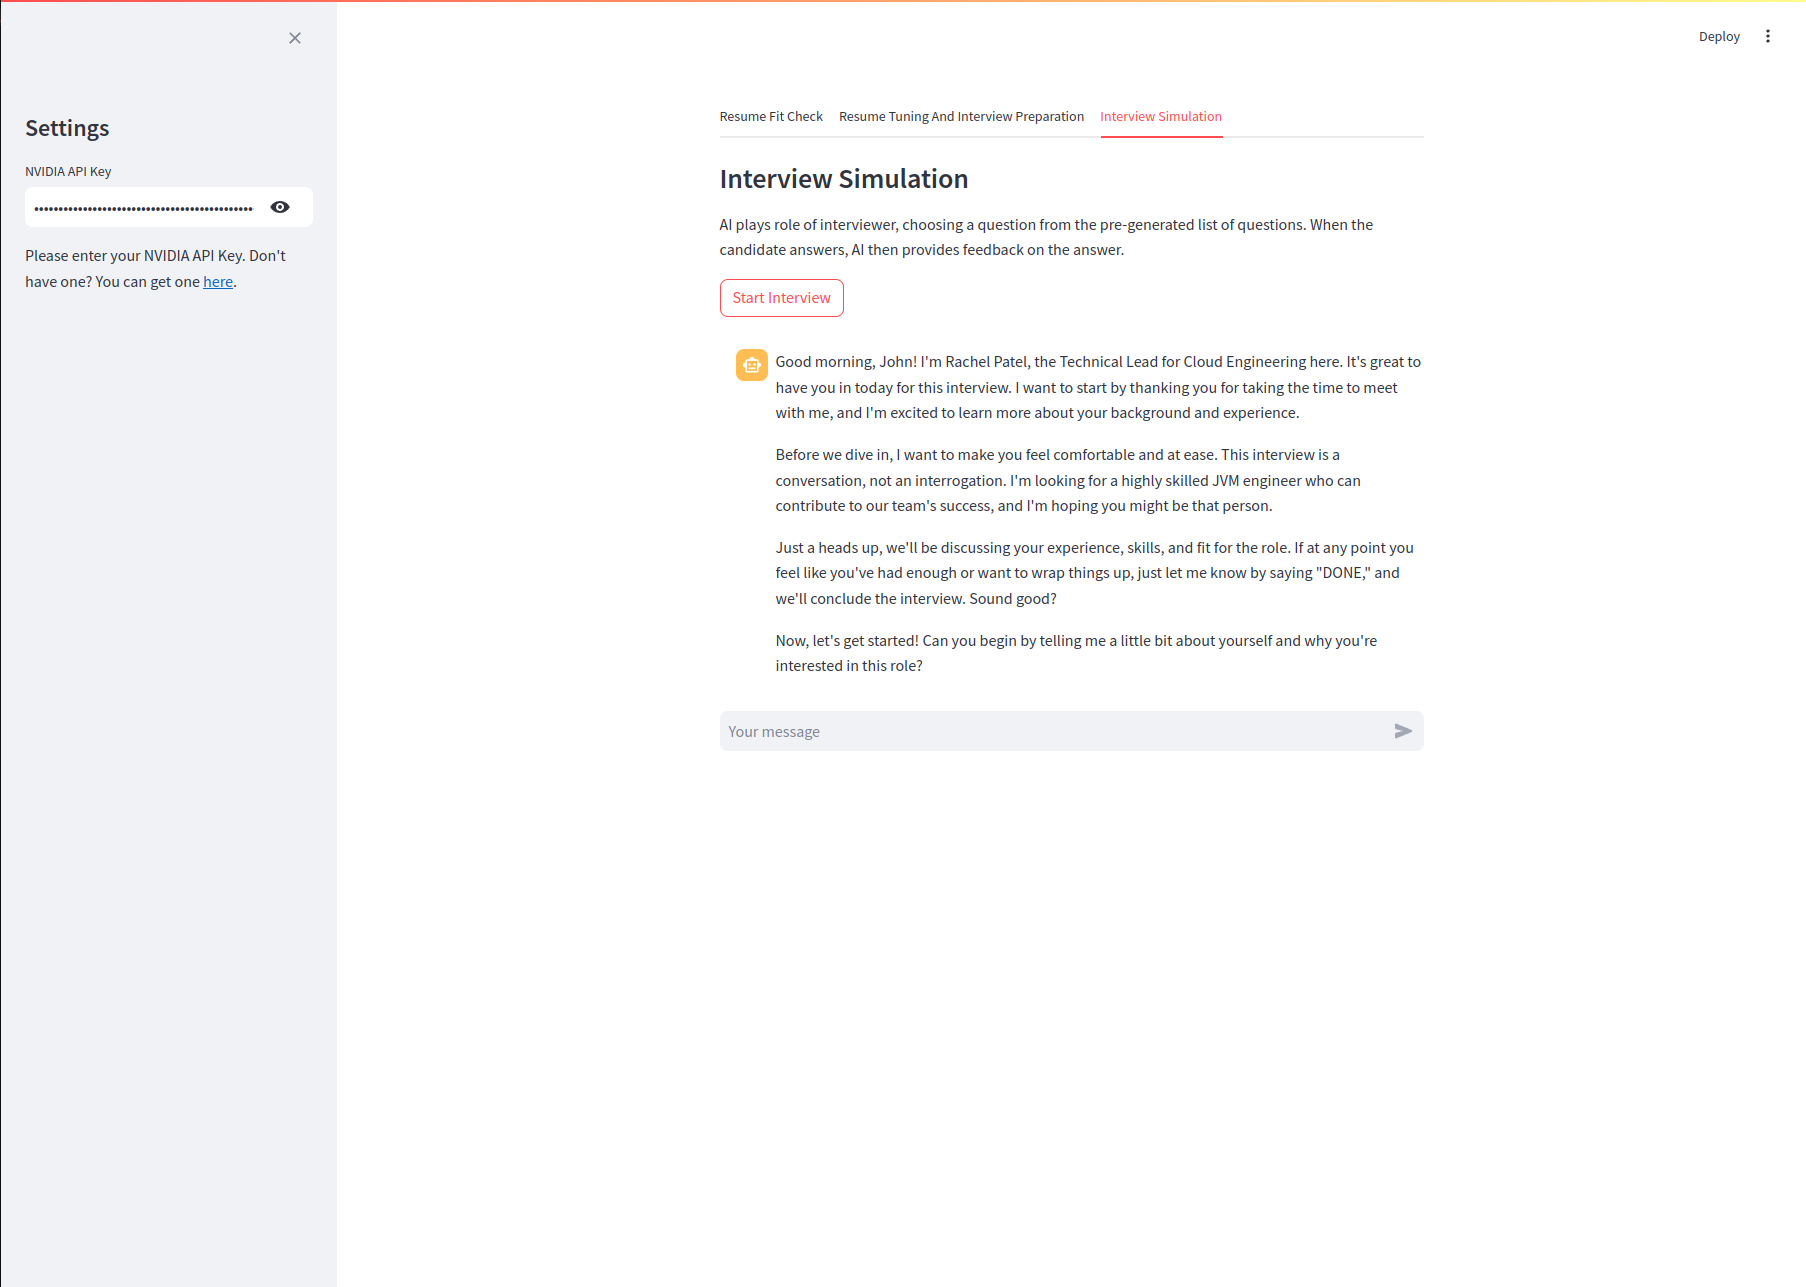 Deploy
Settings
NVIDIA API Key
Please enter your NVIDIA API Key. Don't
have one? You can get one here.
Resume Fit Check Resume Tuning And Interview Preparation Interview Simulation
Interview Simulation
AI plays role of interviewer, choosing a question from the pre-generated list of questions. When the
candidate answers, AI then provides feedback on the answer.
Start Interview
Good morning, John! I'm Rachel Patel, the Technical Lead for Cloud Engineering here. It's great to
have you in today for this interview. I want to start by thanking you for taking the time to meet
with me, and I'm excited to learn more about your background and experience.
Before we dive in, I want to make you feel comfortable and at ease. This interview is a
conversation, not an interrogation. I'm looking for a highly skilled JVM engineer who can
contribute to our team's success, and I'm hoping you might be that person.
Just a heads up, we'll be discussing your experience, skills, and fit for the role. If at any point you
feel like you've had enough or want to wrap things up, just let me know by saying "DONE," and
we'll conclude the interview. Sound good?
Now, let's get started! Can you begin by telling me a little bit about yourself and why you're
interested in this role?
Your message